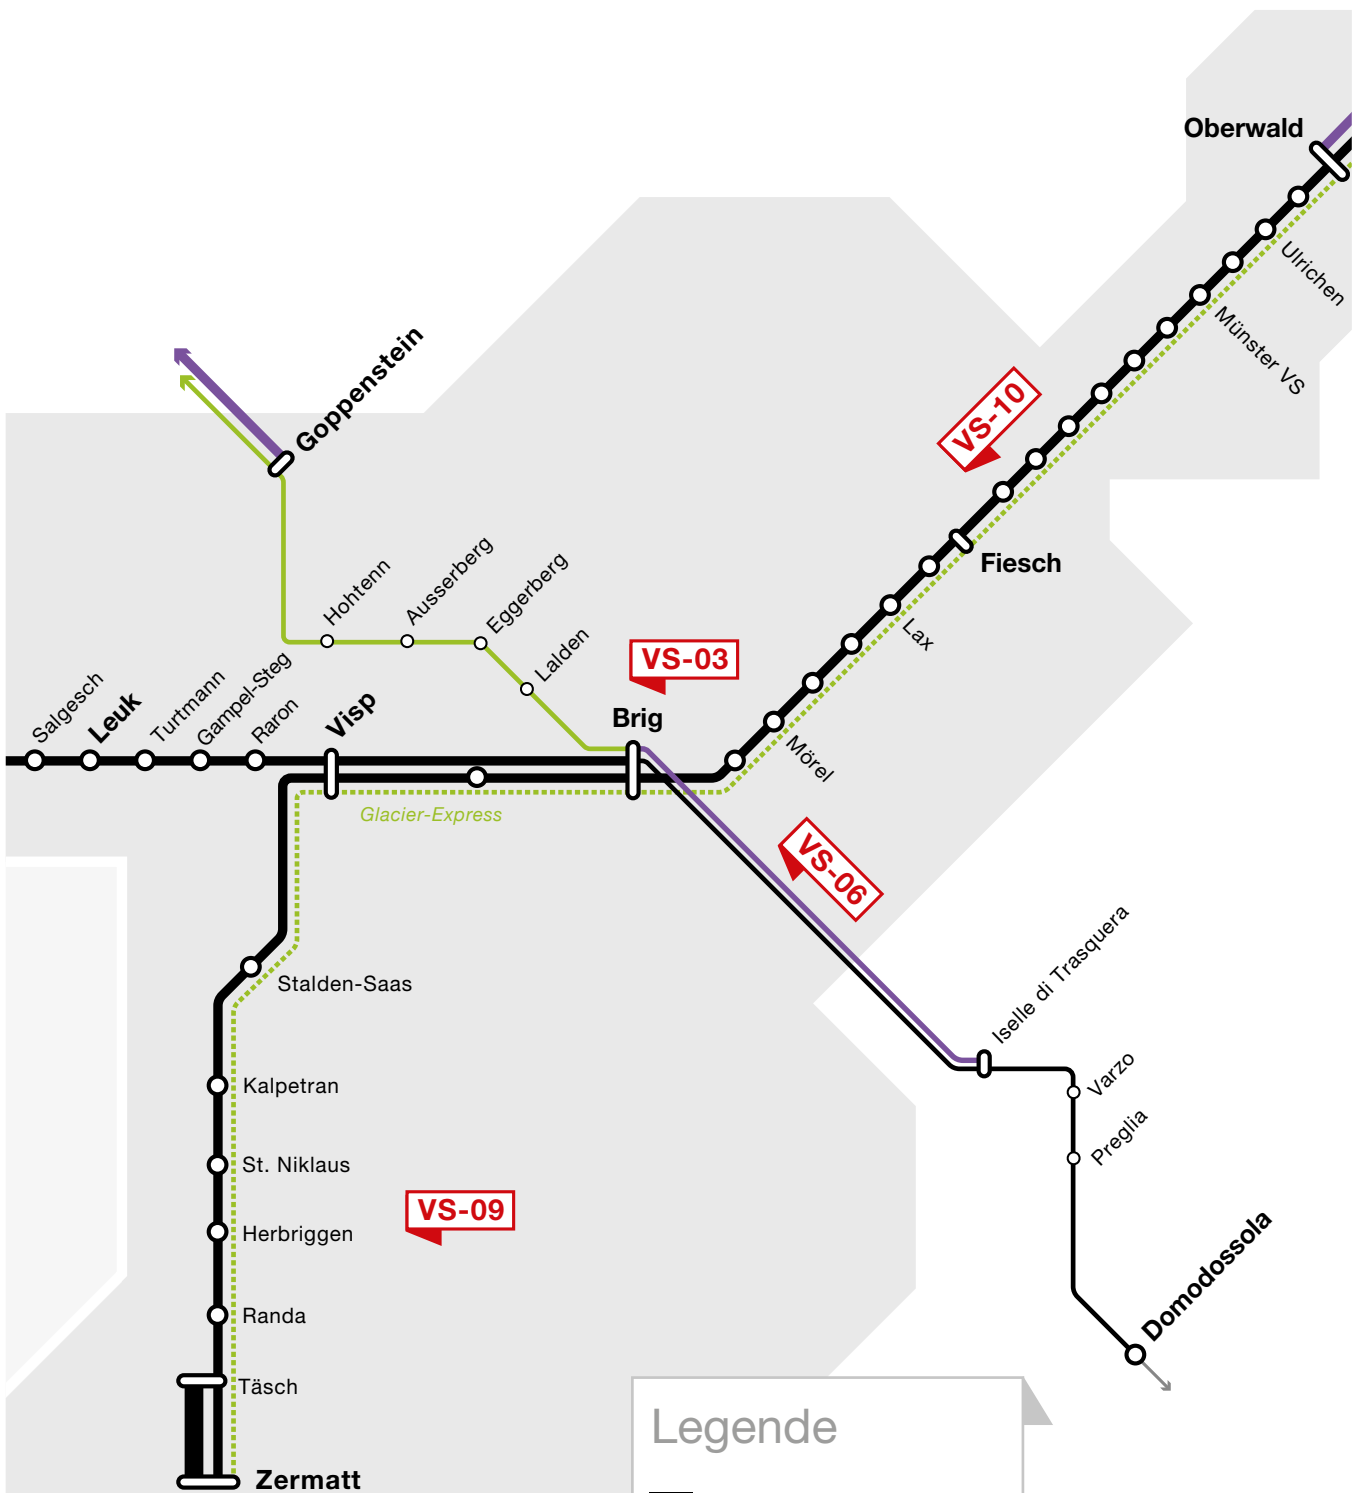 Oberwald
Ulrichen
Münster VS
Goppenstein
VS-10
Fiesch
Hohtenn
Ausserberg
Eggerberg
Lalden
Lax
VS-03
Salgesch
Leuk
Turtmann
Gampel-Steg
Raron
Visp
Brig
Mörel
Glacier-Express
VS-06
Stalden-Saas
Iselle di Trasquera
Kalpetran
Varzo
Preglia
St. Niklaus
VS-09
Herbriggen
Domodossola
Randa
Täsch
Legende
Zermatt